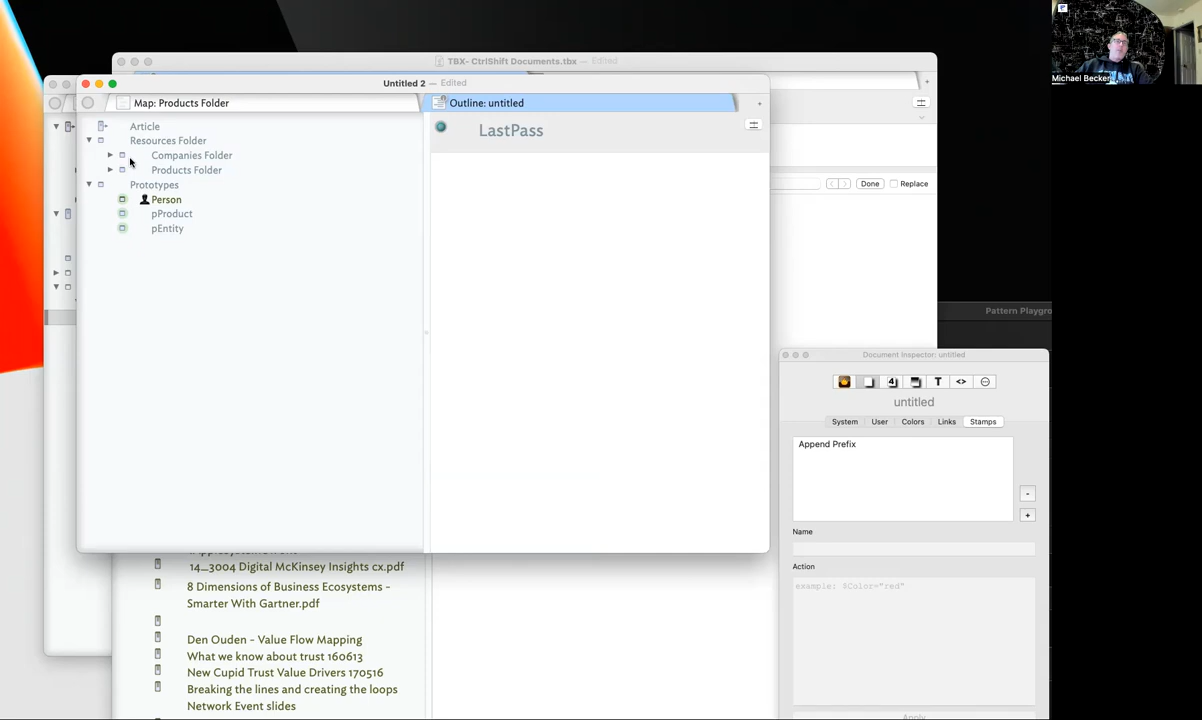 TBX- CtrlShift Documents.tbx — Edited
Michael Becker
Untitled 2 — Edited
Map: Products Folder
Outline: untitled
Article
Resources Folder
Companies Folder
Products Folder
Prototypes
Person
pProduct
pEntity
LastPass
Done
Replace
Pattern Playgro
Document Inspector: untitled
4
T
<>
untitled
System
User
Colors
Links
Stamps
Append Prefix
-
+
Name
Action
example: $Color="red"
Apply
14_3004 Digital McKinsey Insights cx.pdf
8 Dimensions of Business Ecosystems -
Smarter With Gartner.pdf
Den Ouden - Value Flow Mapping
What we know about trust 160613
New Cupid Trust Value Drivers 170516
Breaking the lines and creating the loops
Network Event slides